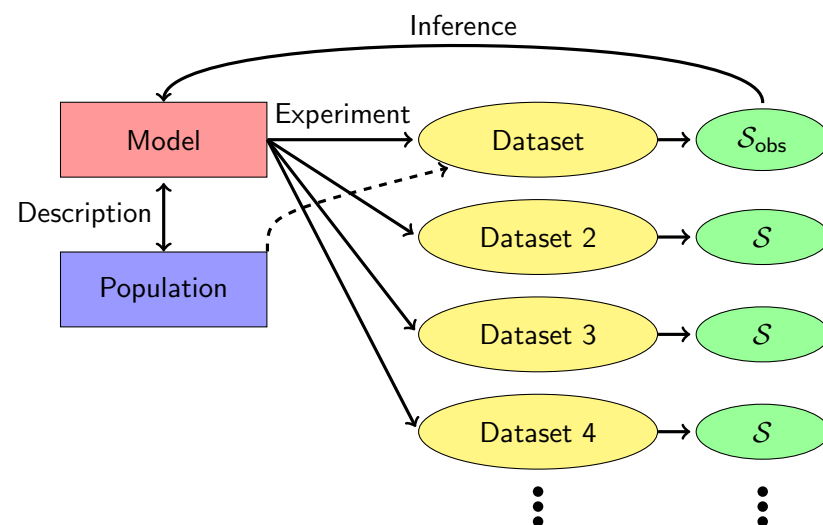 Inference
Experiment
Model
Dataset
𝒮obs
Description
Dataset 2
𝒮
Population
Dataset 3
𝒮
Dataset 4
𝒮